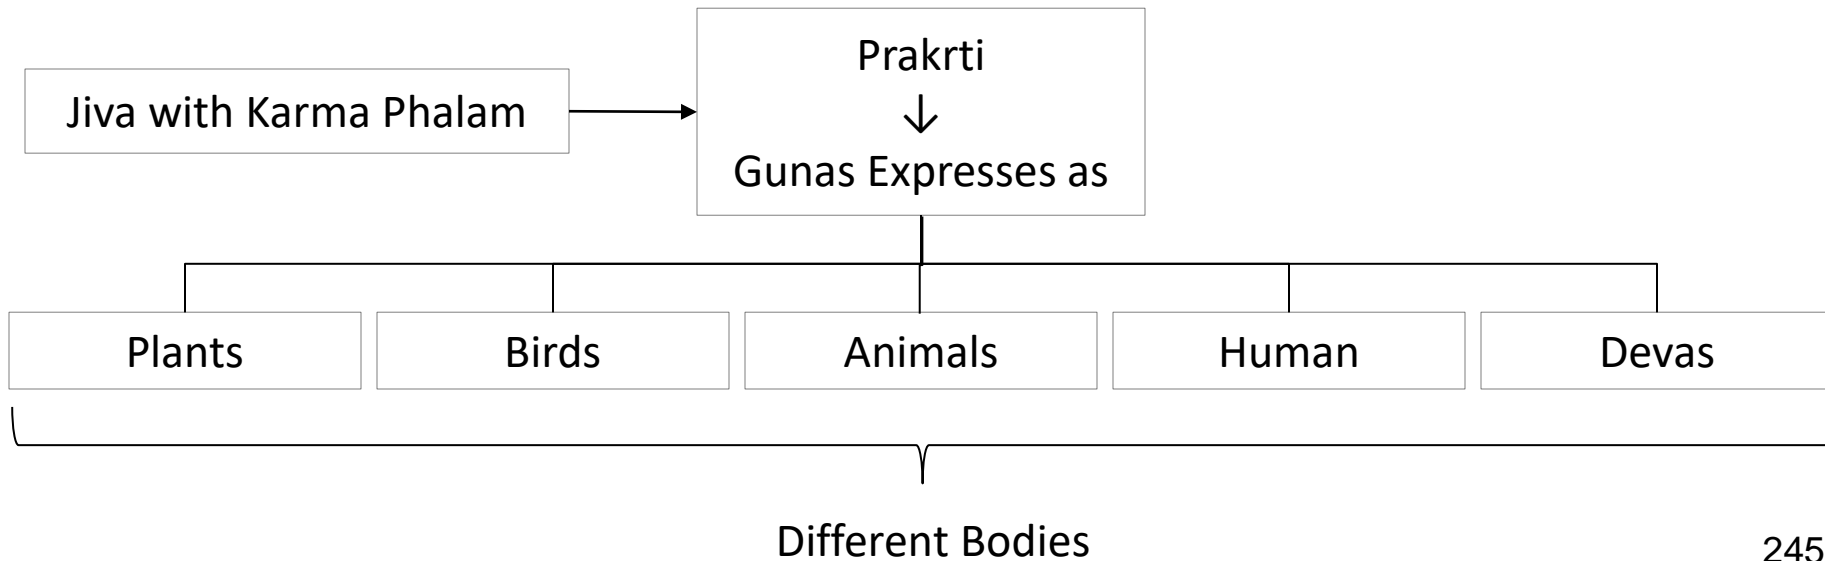 Prakrti
↓
Jiva with Karma Phalam
Gunas Expresses as
Plants
Birds
Animals
Human
Devas
Different Bodies
245